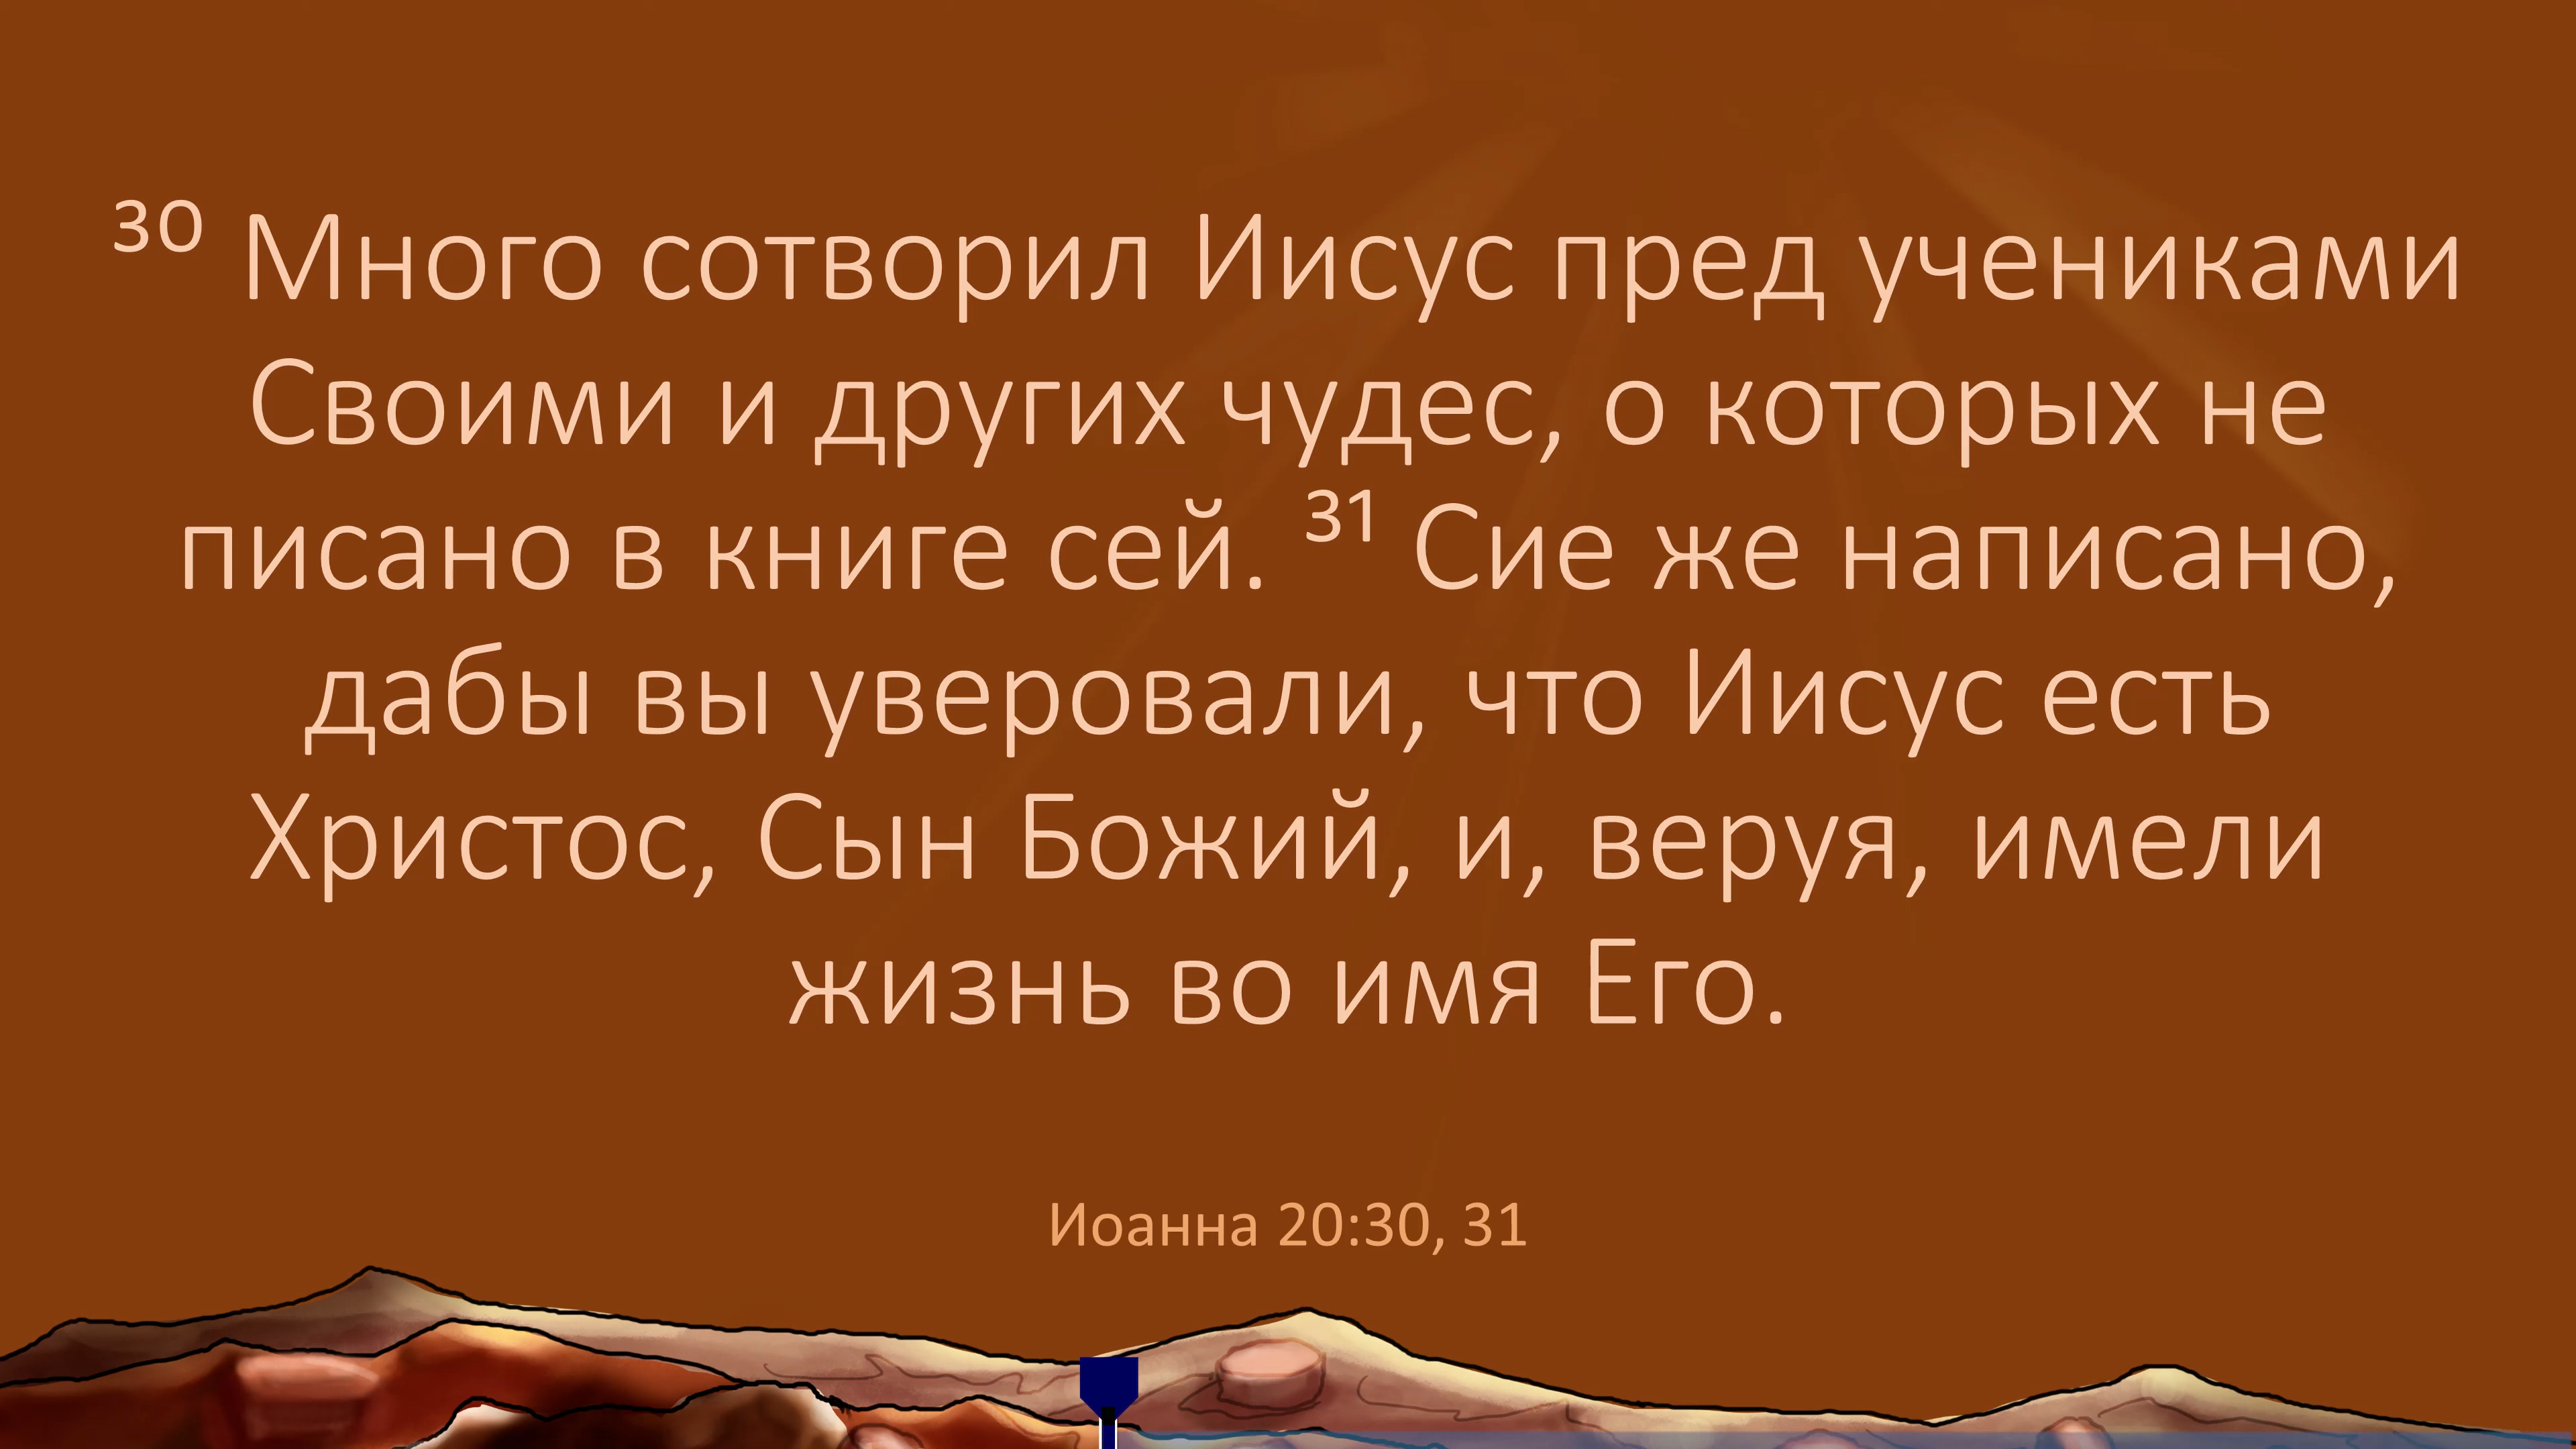 ³⁰ Много сотворил Иисус пред учениками
Своими и других чудес, о которых не
писано в книге сей. ³¹ Сие же написано,
дабы вы уверовали, что Иисус есть
Христос, Сын Божий, и, веруя, имели
жизнь во имя Его.
Иоанна 20:30, 31